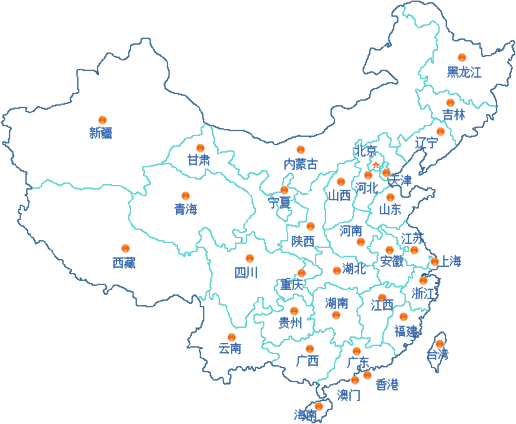 黑龙江
吉林
新疆
辽宁
北京
甘肃
内蒙古
天津
河北
山西
宁夏
青海
山东
河南
陕西
江苏
西藏
安徽
上海
四川
湖北
重庆
浙江
湖南
江西
贵州
福建
云南
台湾
广西
广东
香港
澳门
海南